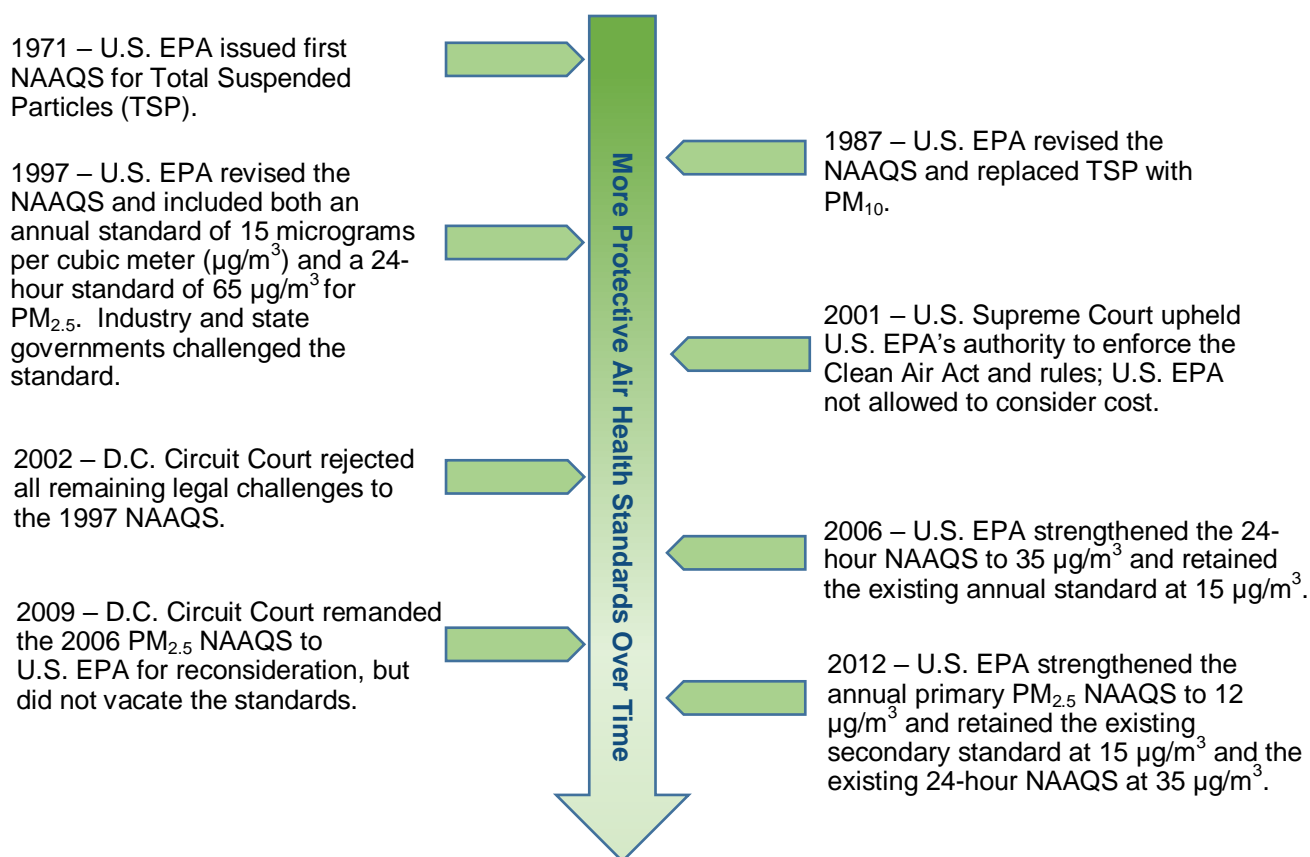 1971 – U.S. EPA issued first
NAAQS for Total Suspended
Particles (TSP).
1987 – U.S. EPA revised the
NAAQS and replaced TSP with
PM₁₀.
1997 – U.S. EPA revised the
NAAQS and included both an
annual standard of 15 micrograms
per cubic meter (µg/m³) and a 24-
hour standard of 65 µg/m³ for
PM₂.₅.  Industry and state
governments challenged the
standard.
2001 – U.S. Supreme Court upheld
U.S. EPA’s authority to enforce the
Clean Air Act and rules; U.S. EPA
not allowed to consider cost.
2002 – D.C. Circuit Court rejected
all remaining legal challenges to
the 1997 NAAQS.
2006 – U.S. EPA strengthened the 24-
hour NAAQS to 35 µg/m³ and retained
the existing annual standard at 15 µg/m³.
2009 – D.C. Circuit Court remanded
the 2006 PM₂.₅ NAAQS to
U.S. EPA for reconsideration, but
did not vacate the standards.
2012 – U.S. EPA strengthened the
annual primary PM₂.₅ NAAQS to 12
µg/m³ and retained the existing
secondary standard at 15 µg/m³ and the
existing 24-hour NAAQS at 35 µg/m³.
More Protective Air Health Standards Over Time